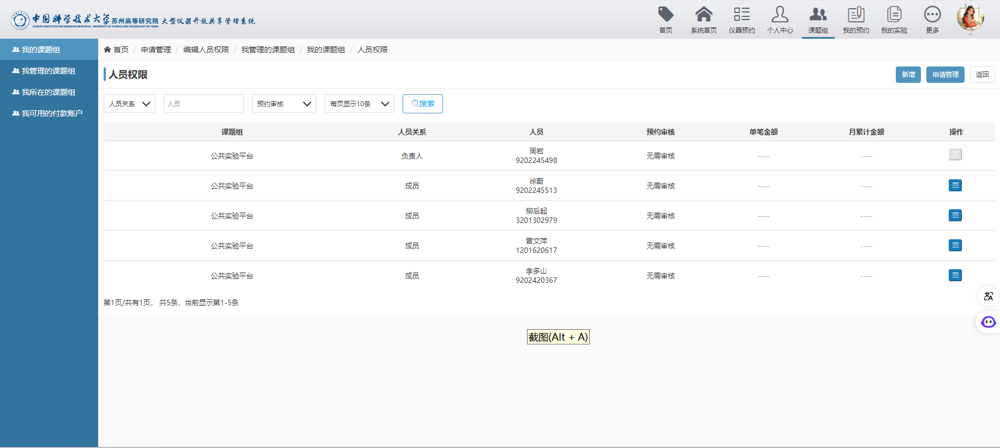 中国科学技术大学 苏州高等研究院 大型仪器开放共享管理系统
SUZHOU INSTITUTE FOR ADVANCED RESEARCH, UNIVERSITY OF SCIENCE AND TECHNOLOGY OF CHINA
首页 系统首页 仪器预约 个人中心 课题组 我的预约 我的实验 更多
我的课题组
我管理的课题组
我所在的课题组
我可用的付款账户
首页 / 申请管理 / 编辑人员权限 / 我管理的课题组 / 我的课题组 / 人员权限
人员权限
新增 申请管理 返回
人员关系 人员 预约审核 每页显示10条 搜索
课题组 人员关系 人员 预约审核 单笔金额 月累计金额 操作
公共实验平台 负责人 周岩 无需审核 ---- ----
9202245498
公共实验平台 成员 徐蔚 无需审核 ---- ----
9202245513
公共实验平台 成员 柳后起 无需审核 ---- ----
3201302979
公共实验平台 成员 曾文萍 无需审核 ---- ----
1201620617
公共实验平台 成员 李多山 无需审核 ---- ----
9202420367
第1页/共有1页， 共5条，当前显示第1-5条
截图(Alt + A)